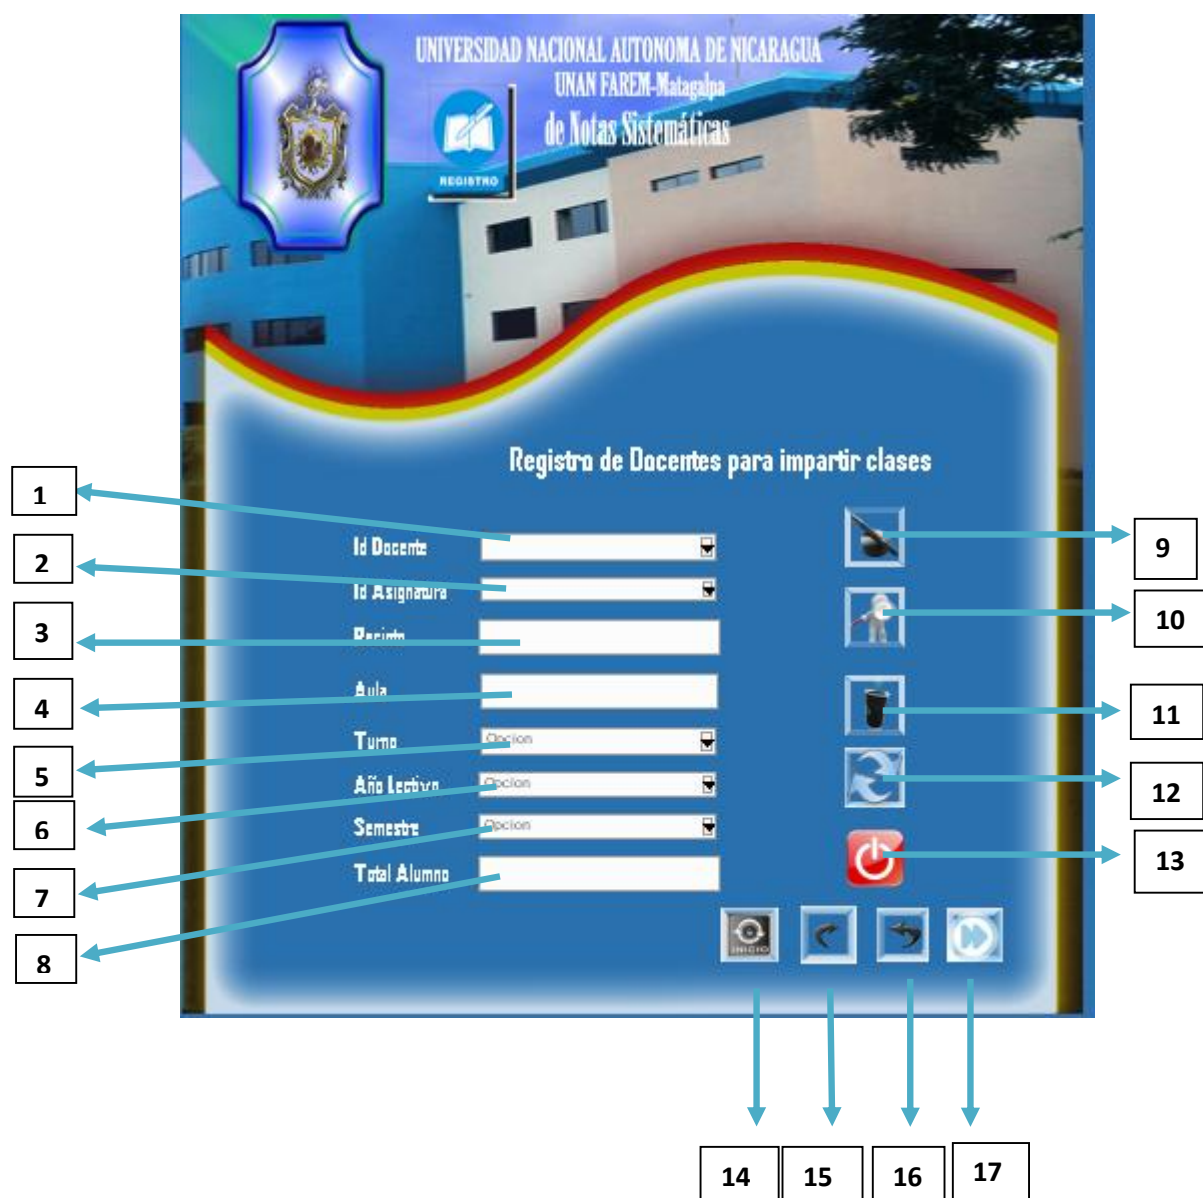 UNIVERSIDAD NACIONAL AUTONOMA DE NICARAGUA
UNAN FAREM-Matagalpa
de Notas Sistemáticas
REGISTRO
Registro de Docentes para impartir clases
1
Id Docente
9
2
Id Asignatura
10
3
Recinto
4
Aula
11
5
Turno
Opcion
12
6
Año Lectivo
Opcion
7
Semestre
Opcion
13
8
Total Alumno
INICIO
14
15
16
17